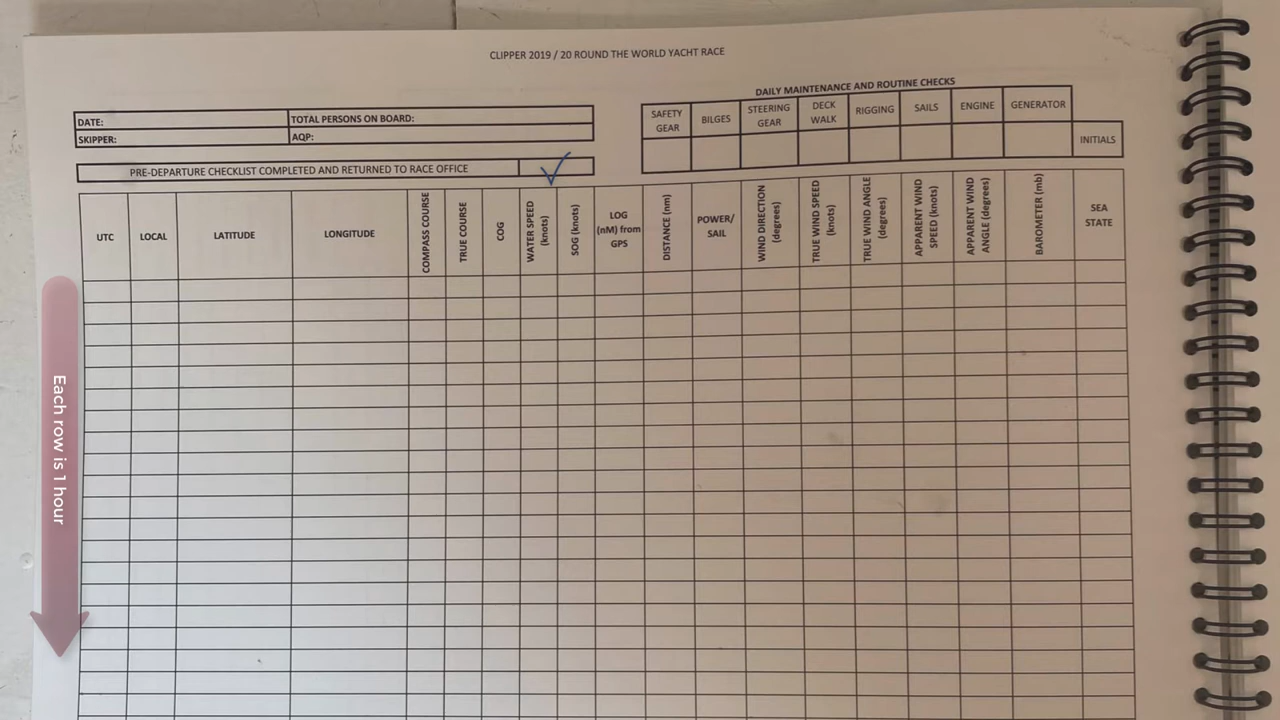 CLIPPER 2019 / 20 ROUND THE WORLD YACHT RACE
DAILY MAINTENANCE AND ROUTINE CHECKS
DATE:
TOTAL PERSONS ON BOARD:
SKIPPER:
AQP:
SAFETY
GEAR
BILGES
STEERING
GEAR
DECK
WALK
RIGGING
SAILS
ENGINE
GENERATOR
INITIALS
PRE-DEPARTURE CHECKLIST COMPLETED AND RETURNED TO RACE OFFICE
UTC
LOCAL
LATITUDE
LONGITUDE
COMPASS COURSE
TRUE COURSE
COG
WATER SPEED
(knots)
SOG (knots)
LOG
(nM) from
GPS
DISTANCE (nm)
POWER/
SAIL
WIND DIRECTION
(degrees)
TRUE WIND SPEED
(knots)
TRUE WIND ANGLE
(degrees)
APPARENT WIND
SPEED (knots)
APPARENT WIND
ANGLE (degrees)
BAROMETER (mb)
SEA
STATE
Each row is 1 hour